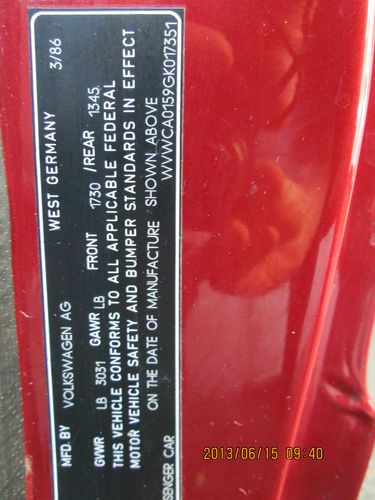 MFD. BY VOLKSWAGEN AG WEST GERMANY 3/86
GVWR LB 3031 GAWR LB FRONT 1730 /REAR 1345
THIS VEHICLE CONFORMS TO ALL APPLICABLE FEDERAL
MOTOR VEHICLE SAFETY AND BUMPER STANDARDS IN EFFECT
ON THE DATE OF MANUFACTURE SHOWN ABOVE
SENGER CAR WVWCA0159GK017351
2013/06/15 09:40